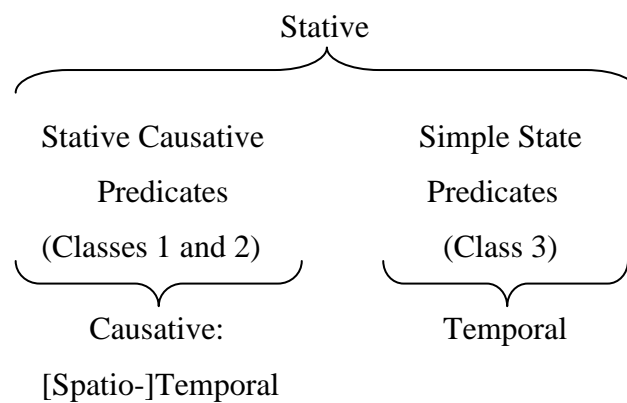 Stative
Stative Causative
Predicates
(Classes 1 and 2)
Simple State
Predicates
(Class 3)
Causative:
[Spatio-]Temporal
Temporal